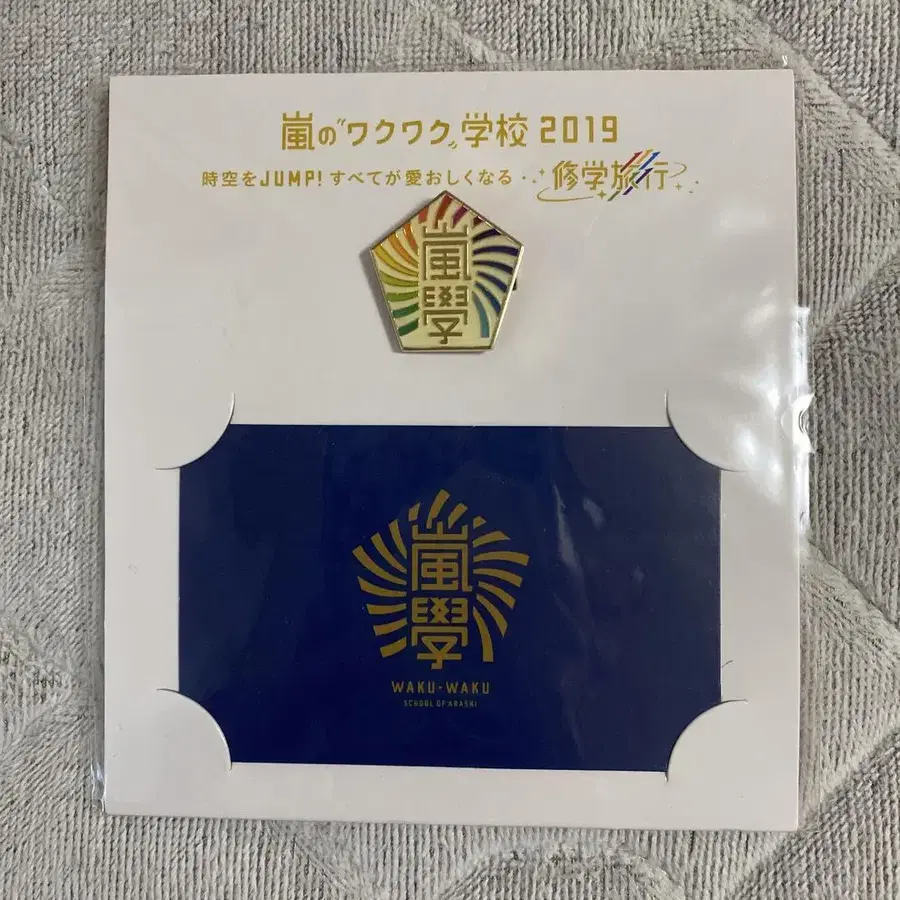 嵐の"ワクワク"学校 2019
時空をJUMP! すべてが愛おしくなる・・修学旅行
嵐
學
嵐
學
WAKU-WAKU
SCHOOL OF ARASHI